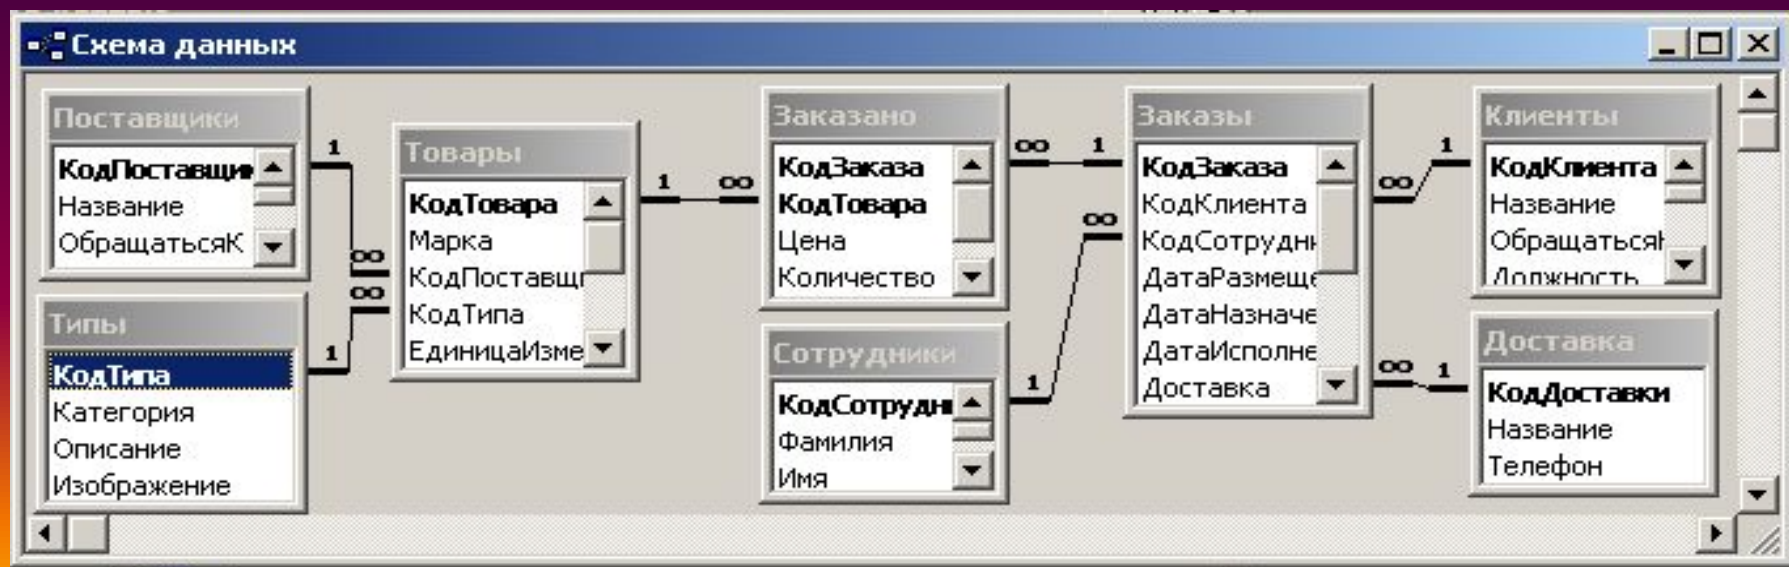 Схема данных
Поставщики
КодПоставщи
Название
ОбращатьсяК
Типы
КодТипа
Категория
Описание
Изображение
1
∞
∞
1
Товары
КодТовара
Марка
КодПоставщ
КодТипа
ЕдиницаИзме
1
∞
Заказано
КодЗаказа
КодТовара
Цена
Количество
Сотрудники
КодСотрудн
Фамилия
Имя
∞
1
∞
1
Заказы
КодЗаказа
КодКлиента
КодСотрудн
ДатаРазмеще
ДатаНазначе
ДатаИсполне
Доставка
1
∞
∞
1
Клиенты
КодКлиента
Название
Обращаться
Должность
Доставка
КодДоставки
Название
Телефон